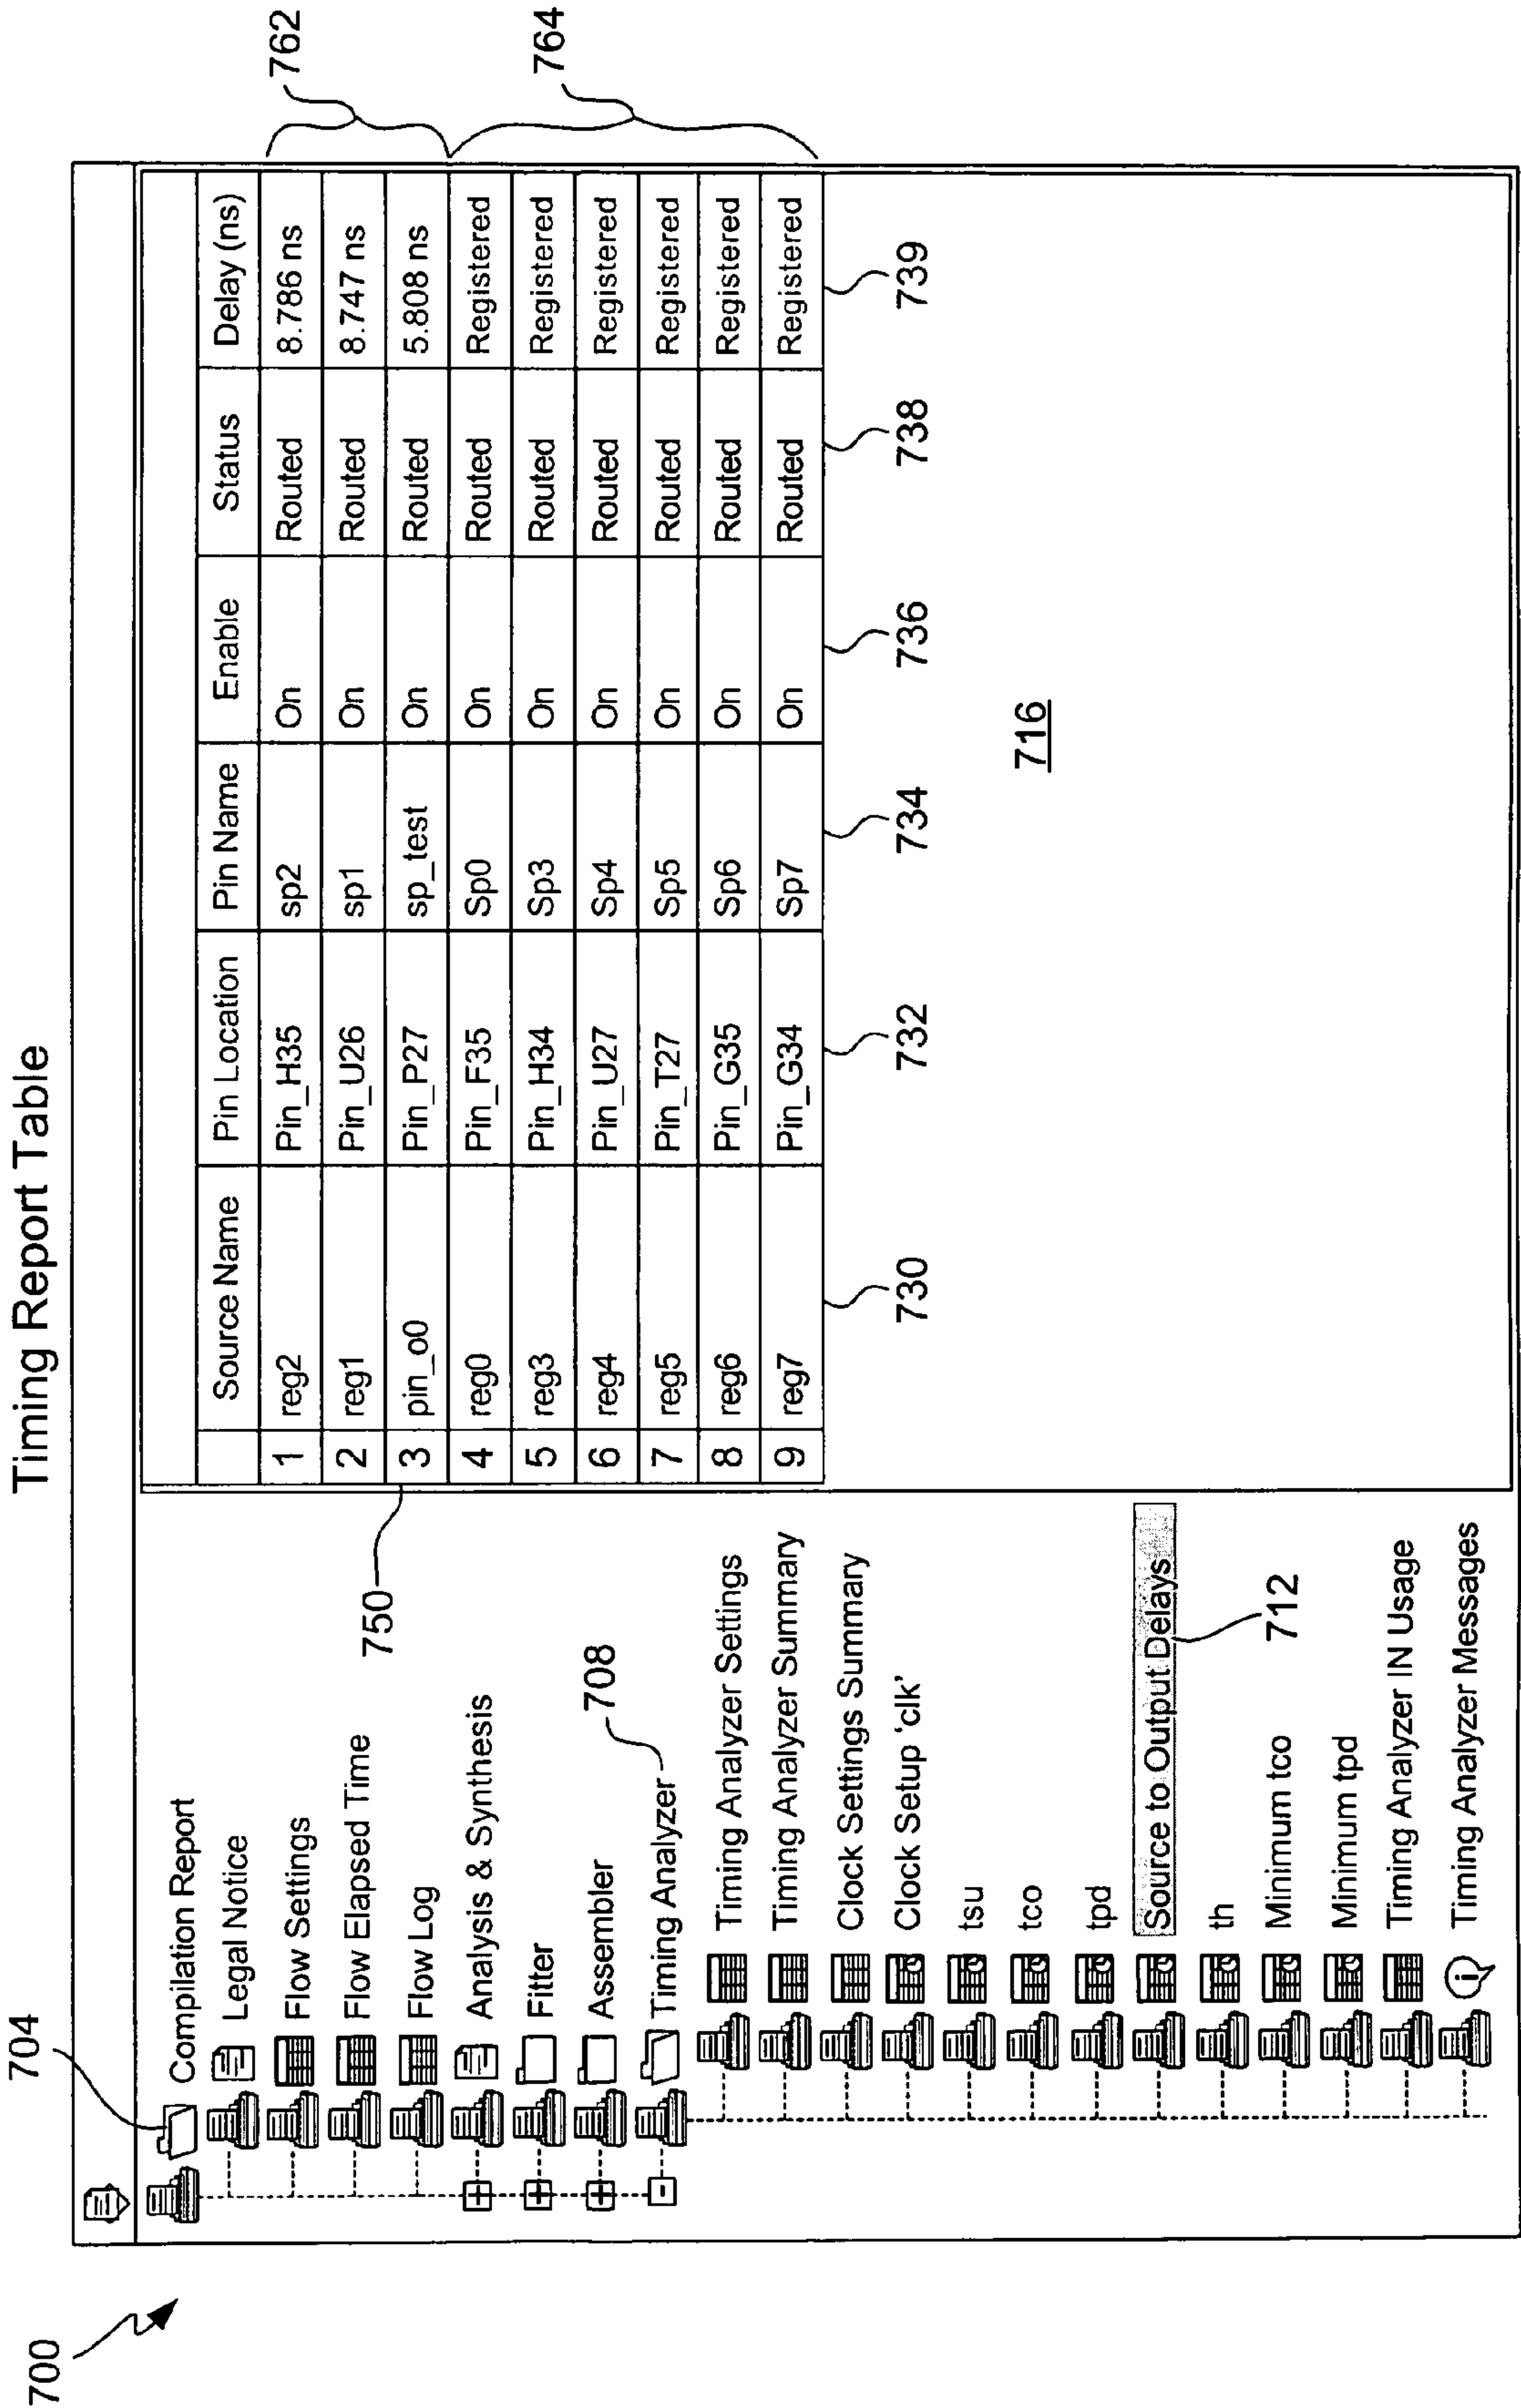 Timing Report Table
700
704
Compilation Report
Legal Notice
Flow Settings
Flow Elapsed Time
Flow Log
Analysis & Synthesis
Fitter
Assembler
Timing Analyzer
708
Timing Analyzer Settings
Timing Analyzer Summary
Clock Settings Summary
Clock Setup ‘clk’
tsu
tco
tpd
Source to Output Delays
712
th
Minimum tco
Minimum tpd
Timing Analyzer IN Usage
Timing Analyzer Messages
750
Source Name Pin Location Pin Name Enable Status Delay (ns)
1 reg2 Pin_H35 sp2 On Routed 8.786 ns
2 reg1 Pin_U26 sp1 On Routed 8.747 ns
3 pin_o0 Pin_P27 sp_test On Routed 5.808 ns
4 reg0 Pin_F35 Sp0 On Routed Registered
5 reg3 Pin_H34 Sp3 On Routed Registered
6 reg4 Pin_U27 Sp4 On Routed Registered
7 reg5 Pin_T27 Sp5 On Routed Registered
8 reg6 Pin_G35 Sp6 On Routed Registered
9 reg7 Pin_G34 Sp7 On Routed Registered
762
764
730 732 734 736 738 739
716